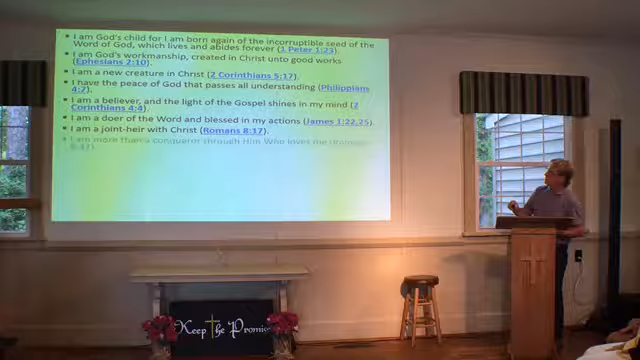 • I am God's child for I am born again of the incorruptible seed of the
Word of God, which lives and abides forever (1 Peter 1:23).
• I am God's workmanship, created in Christ unto good works
(Ephesians 2:10).
• I am a new creature in Christ (2 Corinthians 5:17).
• I have the peace of God that passes all understanding (Philippians
4:7).
• I am a believer, and the light of the Gospel shines in my mind (2
Corinthians 4:4).
• I am a doer of the Word and blessed in my actions (James 1:22,25).
• I am a joint-heir with Christ (Romans 8:17).
• I am more than a conqueror through Him Who loves me (Romans
8:37).
Keep the Promise